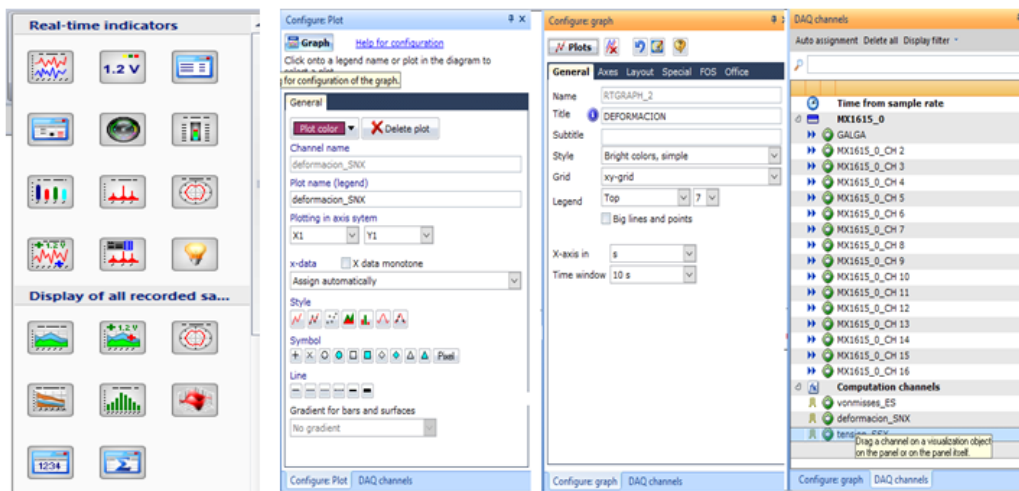 Real-time indicators
1.2 V
+1.2 V
Display of all recorded sa...
+1.2 V
1234
Σ
Configure: Plot
Graph
Help for configuration
Click onto a legend name or plot in the diagram to
for configuration of the graph.
General
Plot color
Delete plot
Channel name
deformacion_SNX
Plot name (legend)
deformacion_SNX
Plotting in axis sytem
X1
Y1
x-data
X data monotone
Assign automatically
Style
Symbol
Pixel
Line
Gradient for bars and surfaces
No gradient
Configure: Plot
DAQ channels
Configure: graph
Plots
General Axes Layout Special FOS Office
Name
RTGRAPH_2
Title
DEFORMACION
Subtitle
Style
Bright colors, simple
Grid
xy-grid
Legend
Top
7
Big lines and points
X-axis in
s
Time window
10 s
Configure: graph
DAQ channels
DAQ channels
Auto assignment Delete all Display filter
Time from sample rate
MX1615_0
GALGA
MX1615_0_CH 2
MX1615_0_CH 3
MX1615_0_CH 4
MX1615_0_CH 5
MX1615_0_CH 6
MX1615_0_CH 7
MX1615_0_CH 8
MX1615_0_CH 9
MX1615_0_CH 10
MX1615_0_CH 11
MX1615_0_CH 12
MX1615_0_CH 13
MX1615_0_CH 14
MX1615_0_CH 15
MX1615_0_CH 16
fx Computation channels
vonmisses_ES
deformacion_SNX
Drag a channel on a visualization object
on the panel or on the panel itself.
Configure: graph
DAQ channels